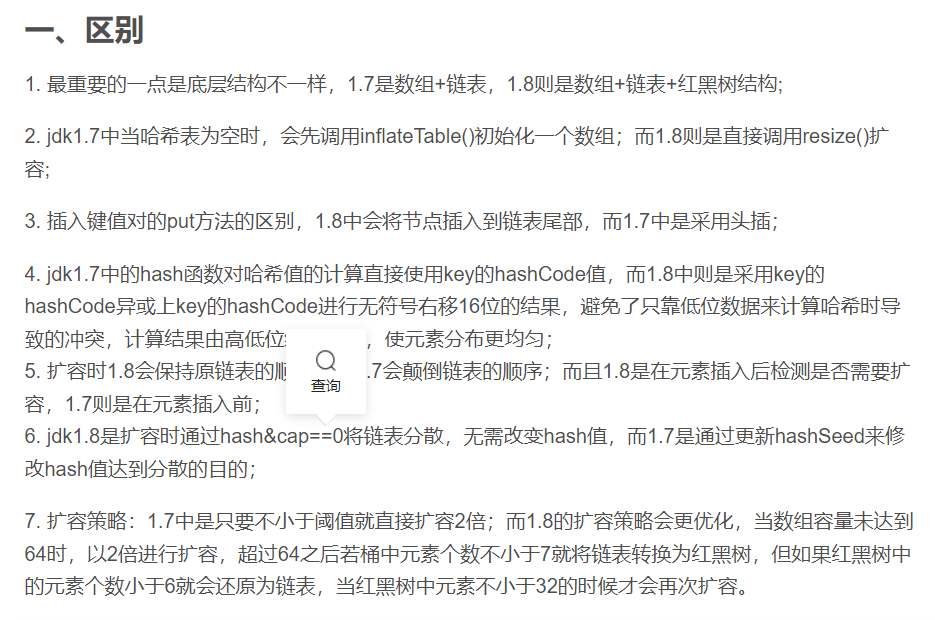 一、区别
1. 最重要的一点是底层结构不一样，1.7是数组+链表，1.8则是数组+链表+红黑树结构;
2. jdk1.7中当哈希表为空时，会先调用inflateTable()初始化一个数组；而1.8则是直接调用resize()扩
容;
3. 插入键值对的put方法的区别，1.8中会将节点插入到链表尾部，而1.7中是采用头插；
4. jdk1.7中的hash函数对哈希值的计算直接使用key的hashCode值，而1.8中则是采用key的
hashCode异或上key的hashCode进行无符号右移16位的结果，避免了只靠低位数据来计算哈希时导
致的冲突，计算结果由高低位 ，使元素分布更均匀；
5. 扩容时1.8会保持原链表的 .7会颠倒链表的顺序；而且1.8是在元素插入后检测是否需要扩
容，1.7则是在元素插入前；
查询
6. jdk1.8是扩容时通过hash&cap==0将链表分散，无需改变hash值，而1.7是通过更新hashSeed来修
改hash值达到分散的目的；
7. 扩容策略：1.7中是只要不小于阈值就直接扩容2倍；而1.8的扩容策略会更优化，当数组容量未达到
64时，以2倍进行扩容，超过64之后若桶中元素个数不小于7就将链表转换为红黑树，但如果红黑树中
的元素个数小于6就会还原为链表，当红黑树中元素不小于32的时候才会再次扩容。